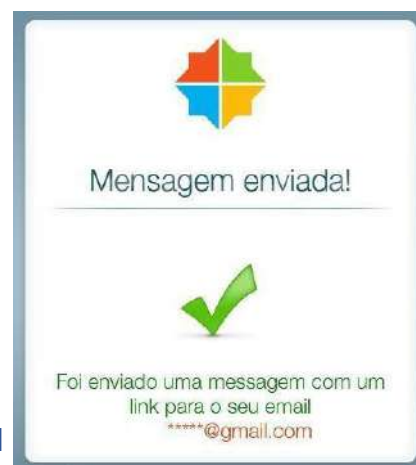 Mensagem enviada!
Foi enviado uma messagem com um
link para o seu email
*****@gmail.com